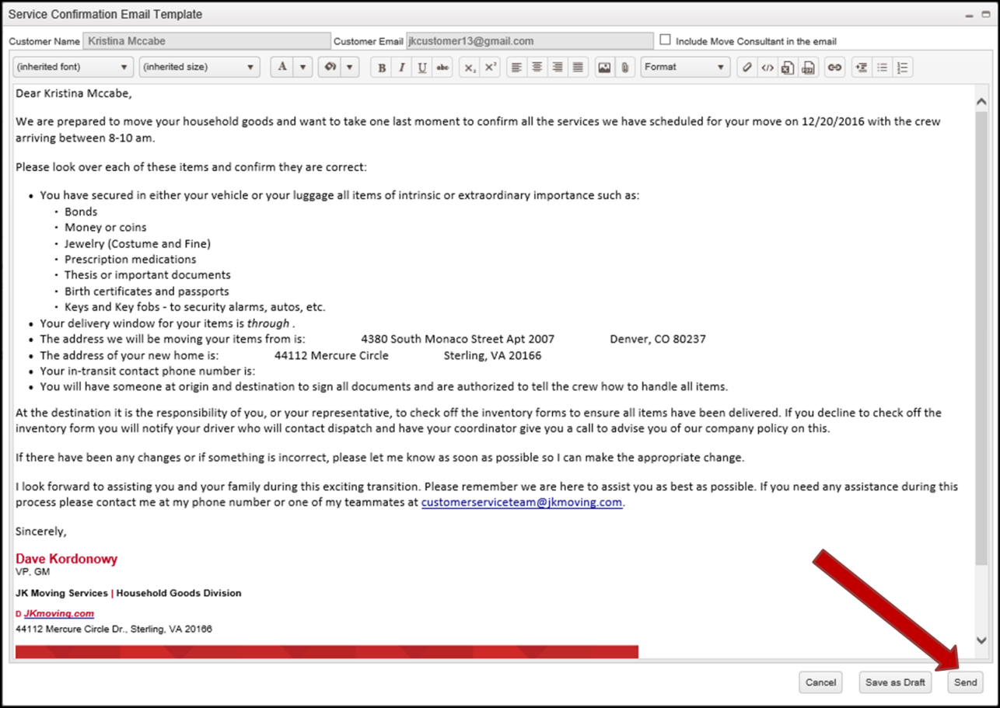 Service Confirmation Email Template
Customer Name Kristina Mccabe Customer Email jkcustomer13@gmail.com Include Move Consultant in the email
(inherited font) (inherited size) A B I U abc X₂ X² Format
Dear Kristina Mccabe,
We are prepared to move your household goods and want to take one last moment to confirm all the services we have scheduled for your move on 12/20/2016 with the crew
arriving between 8-10 am.
Please look over each of these items and confirm they are correct:
• You have secured in either your vehicle or your luggage all items of intrinsic or extraordinary importance such as:
• Bonds
• Money or coins
• Jewelry (Costume and Fine)
• Prescription medications
• Thesis or important documents
• Birth certificates and passports
• Keys and Key fobs - to security alarms, autos, etc.
• Your delivery window for your items is through .
• The address we will be moving your items from is: 4380 South Monaco Street Apt 2007 Denver, CO 80237
• The address of your new home is: 44112 Mercure Circle Sterling, VA 20166
• Your in-transit contact phone number is:
• You will have someone at origin and destination to sign all documents and are authorized to tell the crew how to handle all items.
At the destination it is the responsibility of you, or your representative, to check off the inventory forms to ensure all items have been delivered. If you decline to check off the
inventory form you will notify your driver who will contact dispatch and have your coordinator give you a call to advise you of our company policy on this.
If there have been any changes or if something is incorrect, please let me know as soon as possible so I can make the appropriate change.
I look forward to assisting you and your family during this exciting transition. Please remember we are here to assist you as best as possible. If you need any assistance during this
process please contact me at my phone number or one of my teammates at customerserviceteam@jkmoving.com.
Sincerely,
Dave Kordonowy
VP, GM
JK Moving Services | Household Goods Division
D JKmoving.com
44112 Mercure Circle Dr., Sterling, VA 20166
Cancel Save as Draft Send